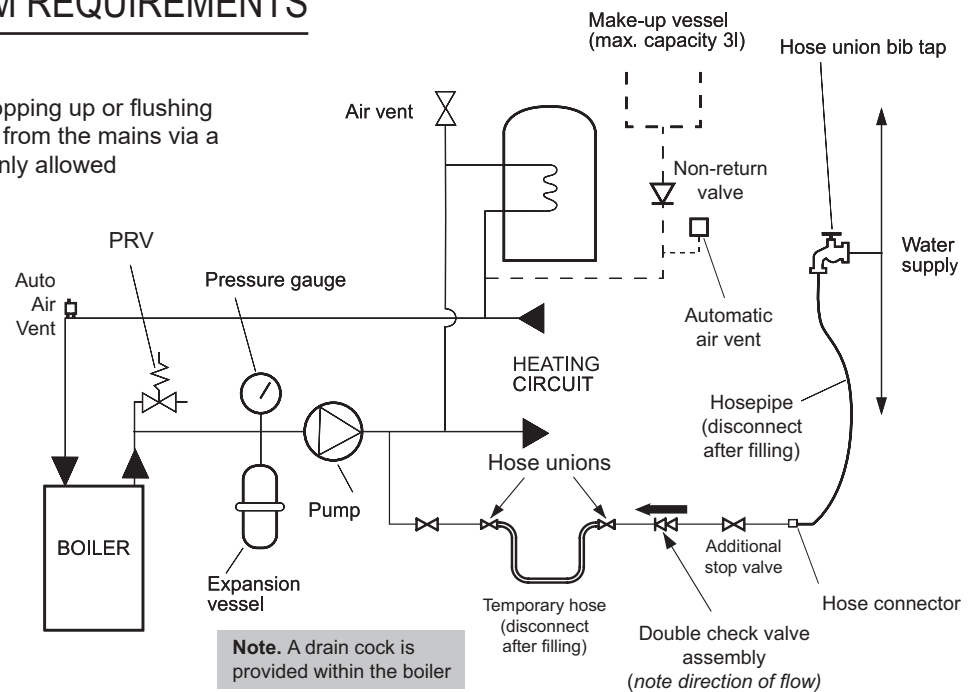 M REQUIREMENTS
opping up or flushing
from the mains via a
nly allowed
Make-up vessel
(max. capacity 3l)
Hose union bib tap
Air vent
Non-return
valve
PRV
Pressure gauge
Auto
Air
Vent
Water
supply
Automatic
air vent
HEATING
CIRCUIT
Hosepipe
(disconnect
after filling)
Hose unions
Pump
BOILER
Additional
stop valve
Expansion
vessel
Temporary hose
(disconnect
after filling)
Hose connector
Double check valve
assembly
(note direction of flow)
Note. A drain cock is
provided within the boiler